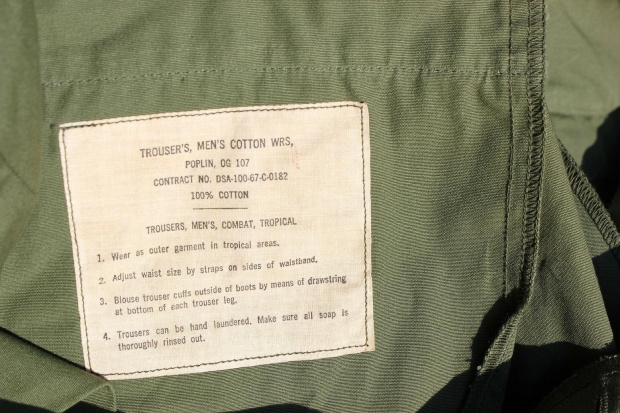 TROUSER'S, MEN'S COTTON WRS,
POPLIN, OG 107
CONTRACT NO. DSA-100-67-C-0182
100% COTTON
TROUSERS, MEN'S, COMBAT, TROPICAL
1. Wear as outer garment in tropical areas.
2. Adjust waist size by straps on sides of waistband.
3. Blouse trouser cuffs outside of boots by means of drawstring
at bottom of each trouser leg.
4. Trousers can be hand laundered. Make sure all soap is
thoroughly rinsed out.